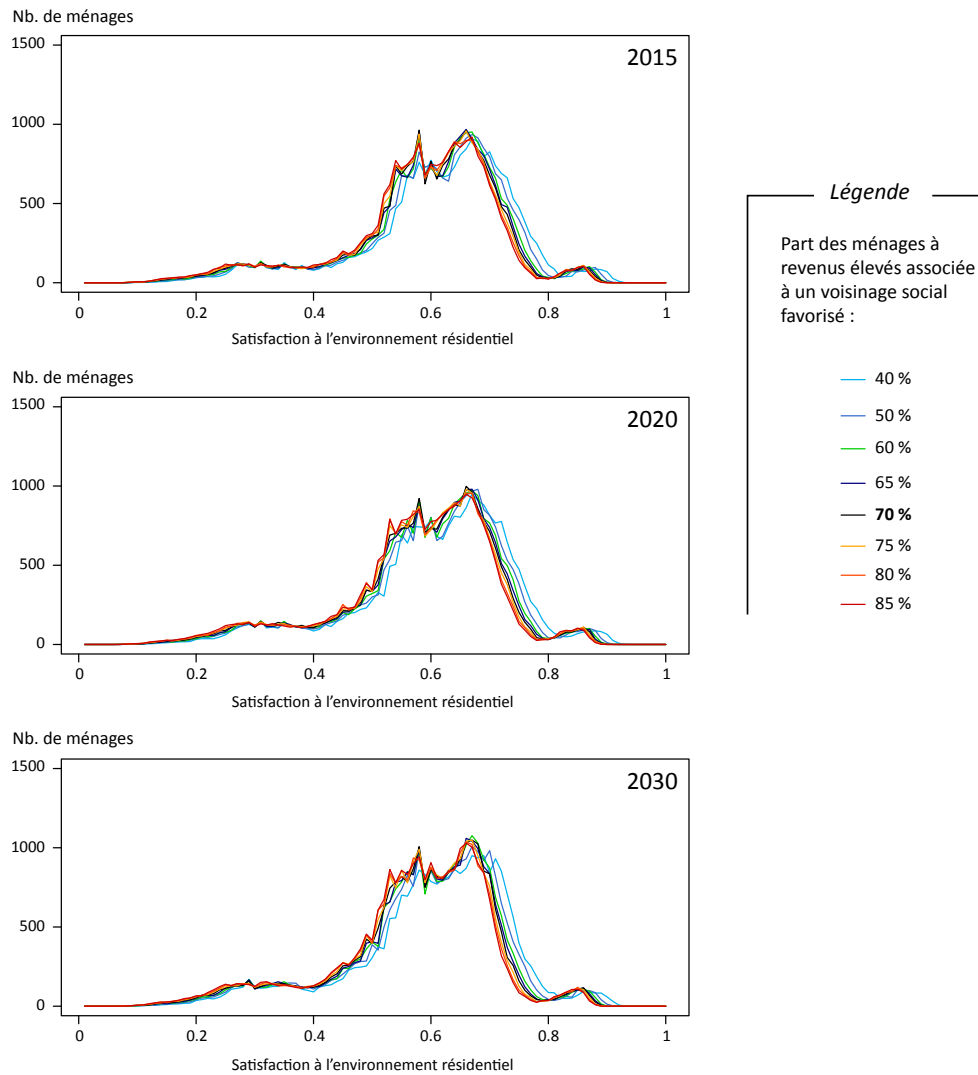 Nb. de ménages
1500
1000
500
0
2015
0 0.2 0.4 0.6 0.8 1
Satisfaction à l’environnement résidentiel
Nb. de ménages
1500
1000
500
0
2020
0 0.2 0.4 0.6 0.8 1
Satisfaction à l’environnement résidentiel
Nb. de ménages
1500
1000
500
0
2030
0 0.2 0.4 0.6 0.8 1
Satisfaction à l’environnement résidentiel
Légende
Part des ménages à
revenus élevés associée
à un voisinage social
favorisé :
40 %
50 %
60 %
65 %
70 %
75 %
80 %
85 %